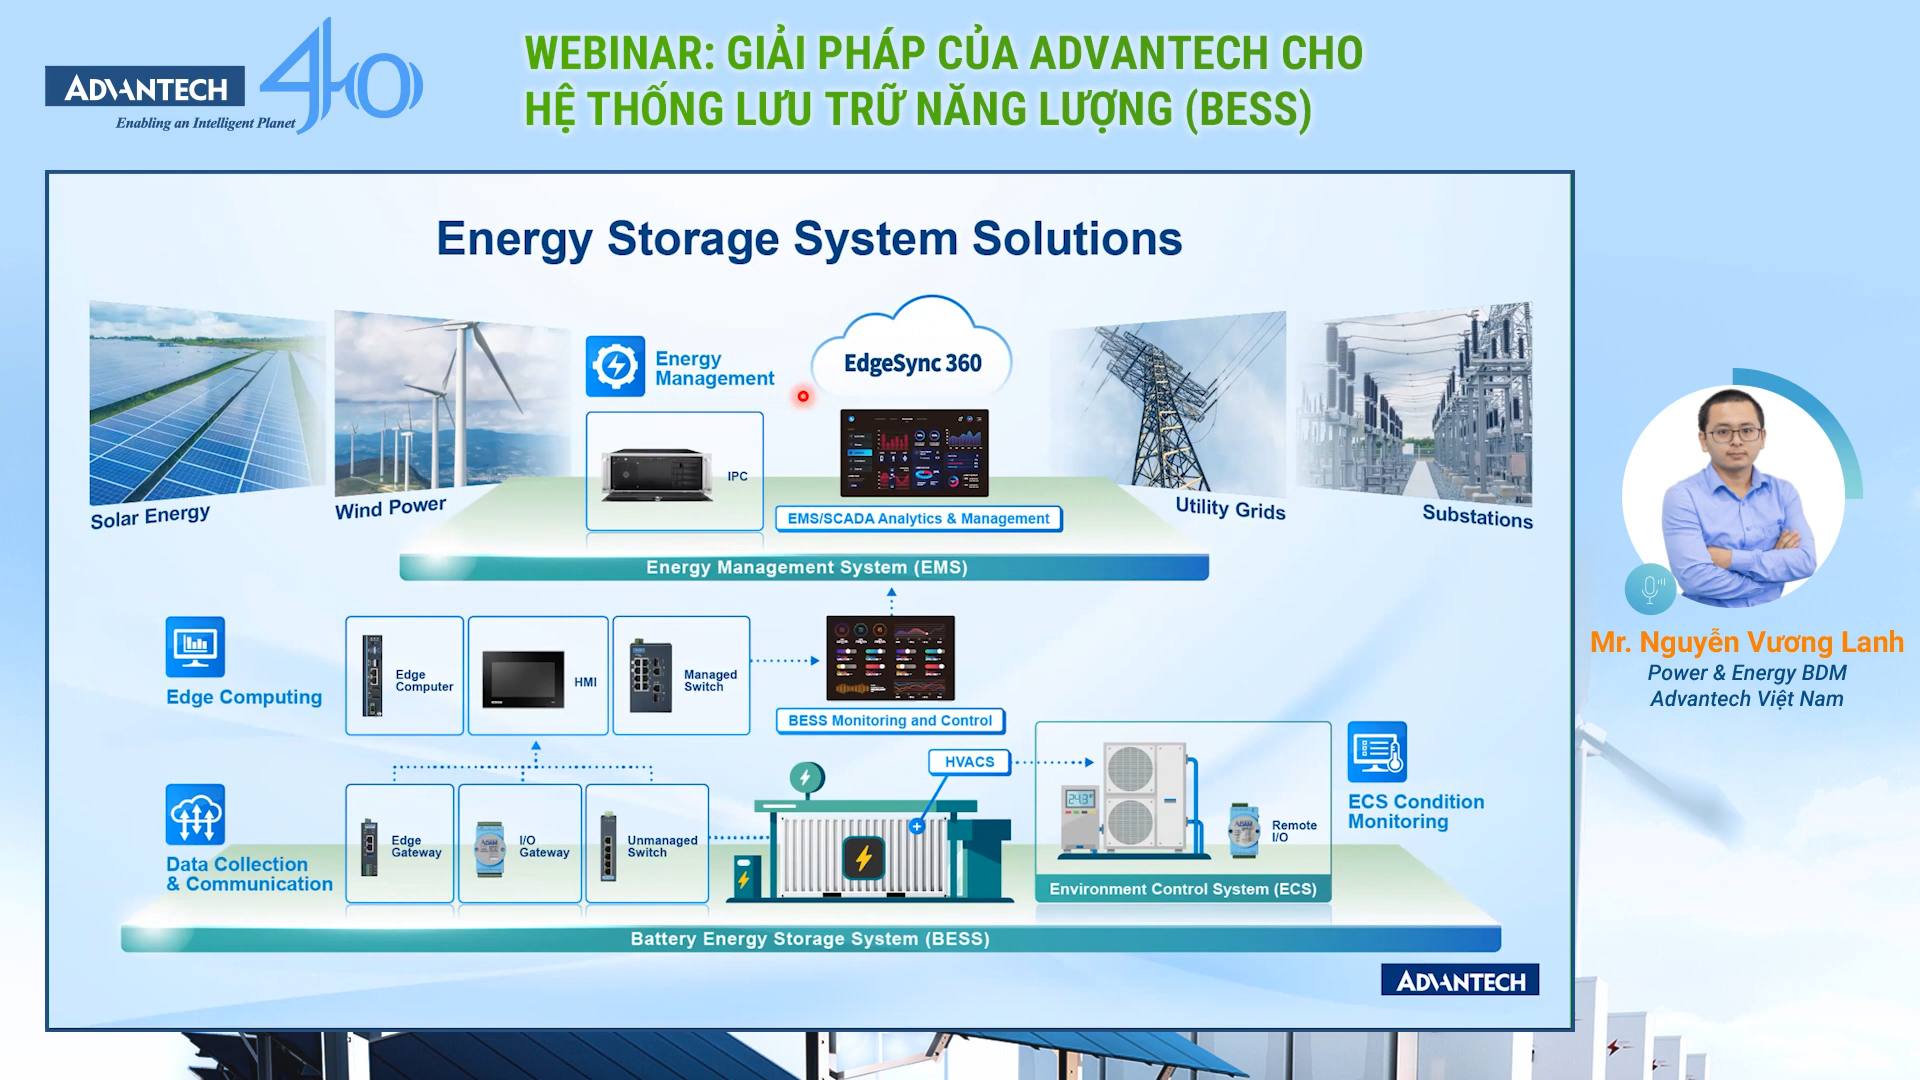 ADVANTECH
Enabling an Intelligent Planet
40
WEBINAR: GIẢI PHÁP CỦA ADVANTECH CHO
HỆ THỐNG LƯU TRỮ NĂNG LƯỢNG (BESS)
Energy Storage System Solutions
Solar Energy
Wind Power
Energy
Management
EdgeSync 360
IPC
EMS/SCADA Analytics & Management
Utility Grids
Substations
Energy Management System (EMS)
Edge Computing
Edge
Computer
HMI
Managed
Switch
BESS Monitoring and Control
HVACS
Data Collection
& Communication
Edge
Gateway
I/O
Gateway
Unmanaged
Switch
24.3°
ADAM
Remote
I/O
Environment Control System (ECS)
ECS Condition
Monitoring
Battery Energy Storage System (BESS)
ADVANTECH
Mr. Nguyễn Vương Lanh
Power & Energy BDM
Advantech Việt Nam